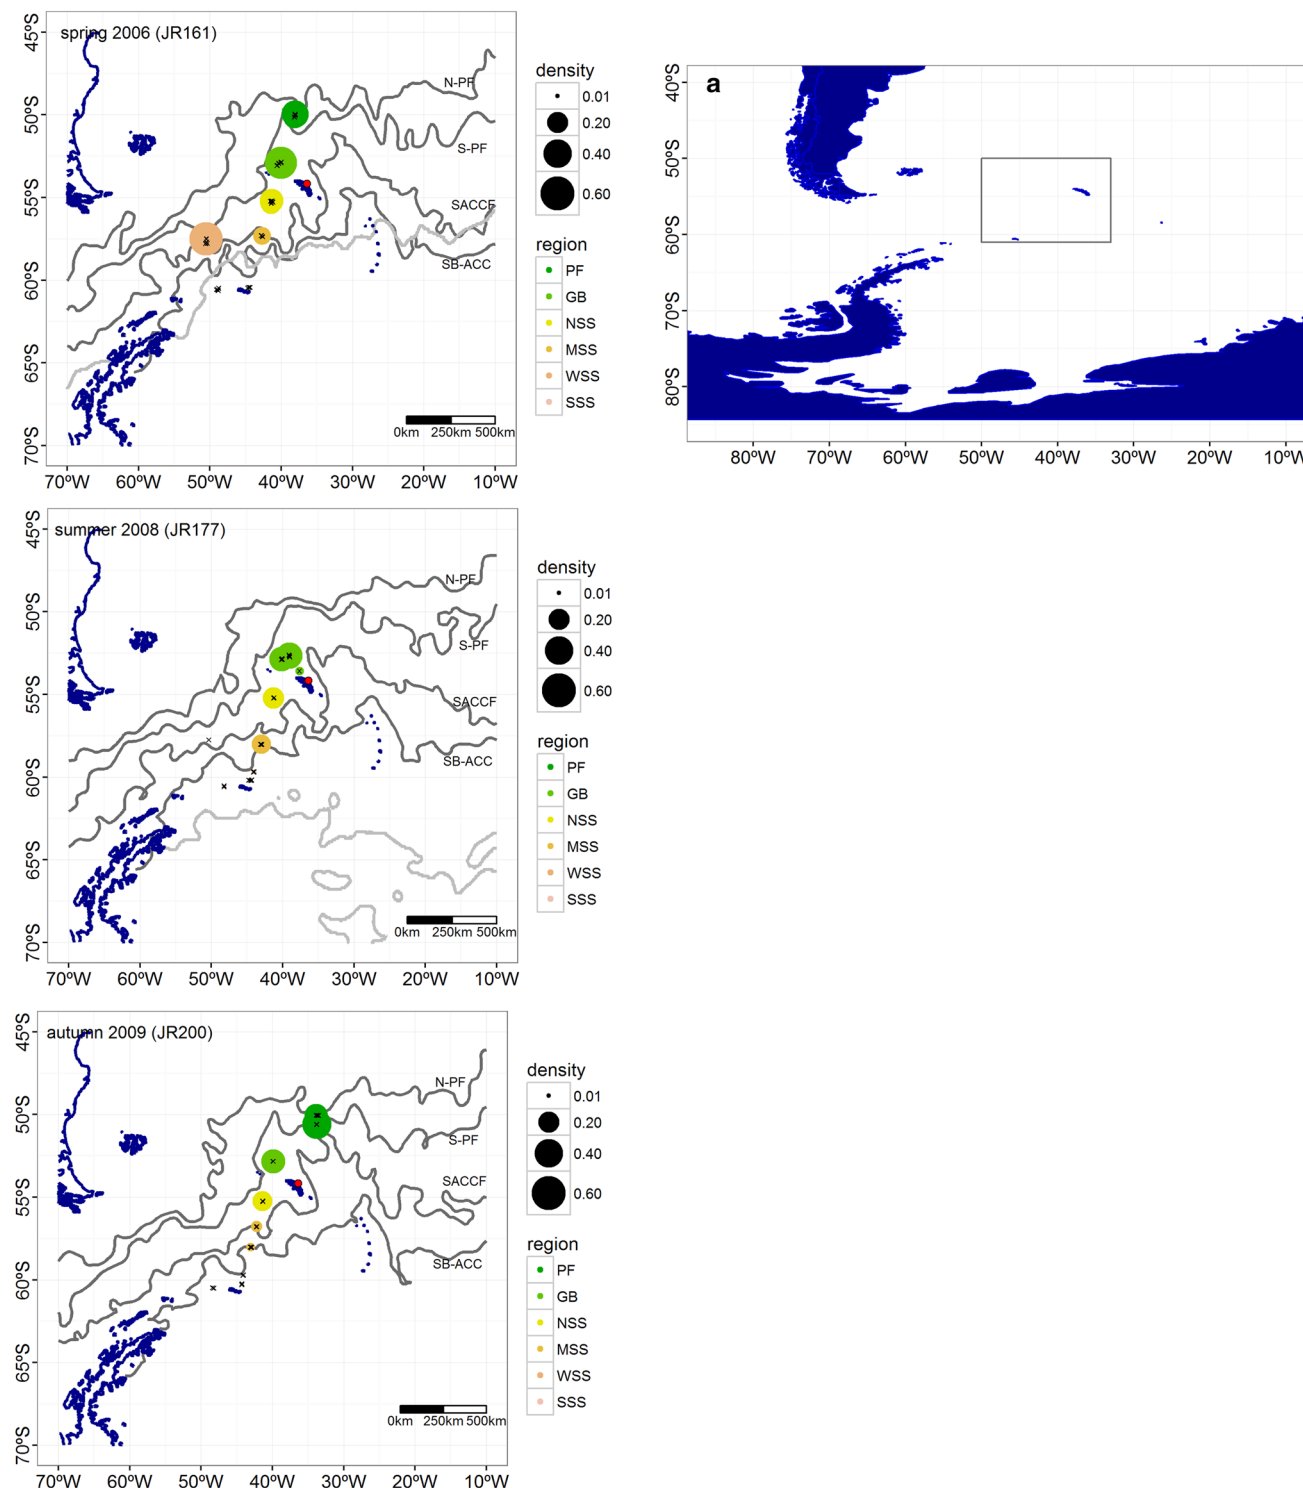 spring 2006 (JR161)
45°S
50°S
55°S
60°S
65°S
70°S
N-PF
S-PF
SACCF
SB-ACC
0km 250km 500km
70°W 60°W 50°W 40°W 30°W 20°W 10°W
density
0.01
0.20
0.40
0.60
region
PF
GB
NSS
MSS
WSS
SSS
a
40°S
50°S
60°S
70°S
80°S
80°W 70°W 60°W 50°W 40°W 30°W 20°W 10°W
summer 2008 (JR177)
45°S
50°S
55°S
60°S
65°S
70°S
N-PF
S-PF
SACCF
SB-ACC
0km 250km 500km
70°W 60°W 50°W 40°W 30°W 20°W 10°W
density
0.01
0.20
0.40
0.60
region
PF
GB
NSS
MSS
WSS
SSS
autumn 2009 (JR200)
45°S
50°S
55°S
60°S
65°S
70°S
N-PF
S-PF
SACCF
SB-ACC
0km 250km 500km
70°W 60°W 50°W 40°W 30°W 20°W 10°W
density
0.01
0.20
0.40
0.60
region
PF
GB
NSS
MSS
WSS
SSS